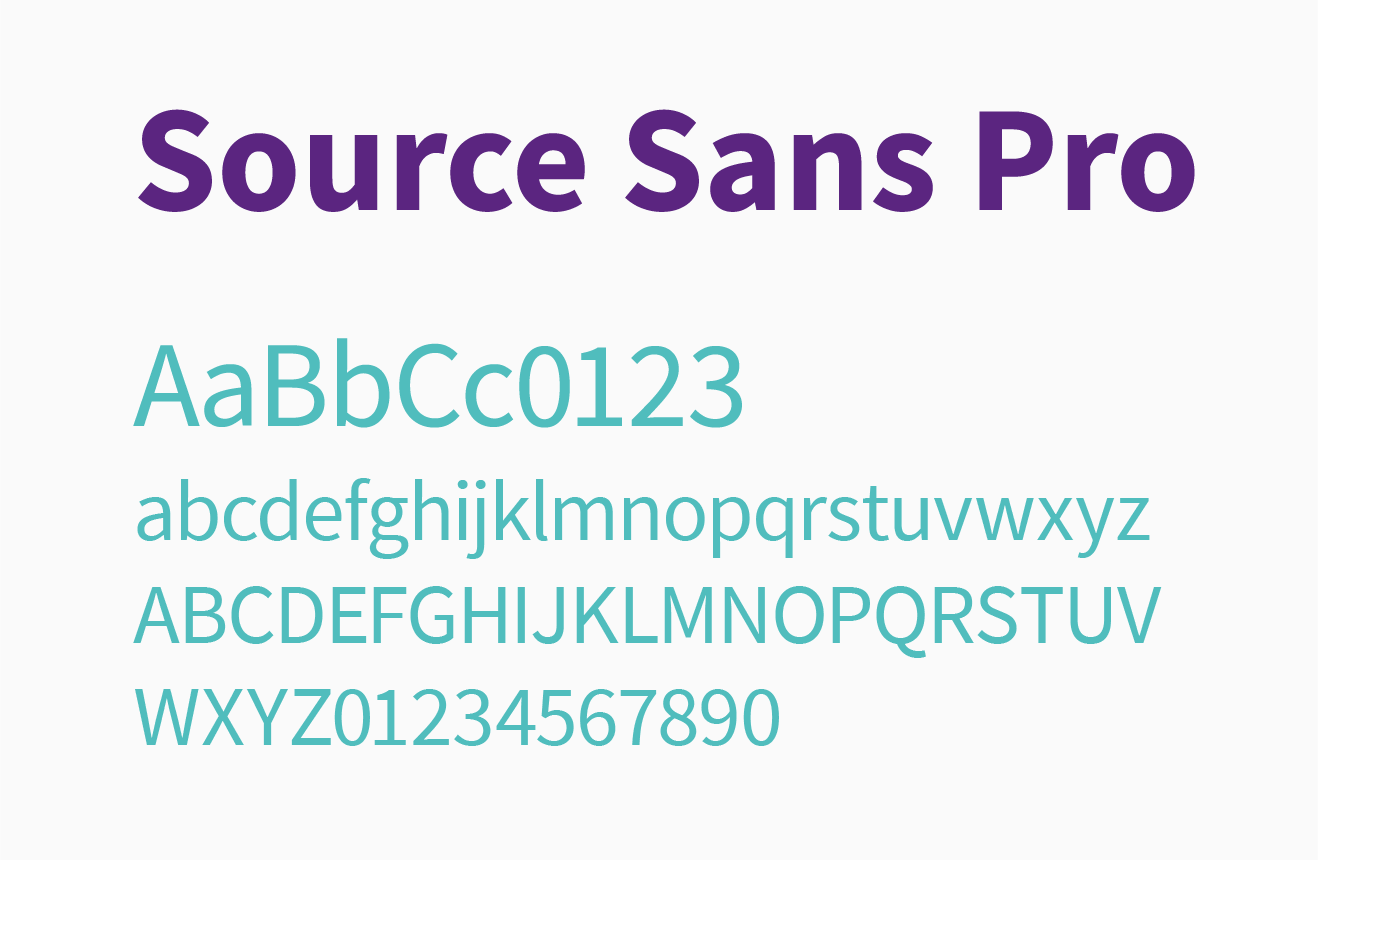 Source Sans Pro
AaBbCc0123
abcdefghijklmnopqrstuvwxyz
ABCDEFGHIJKLMNOPQRSTUV
WXYZ01234567890